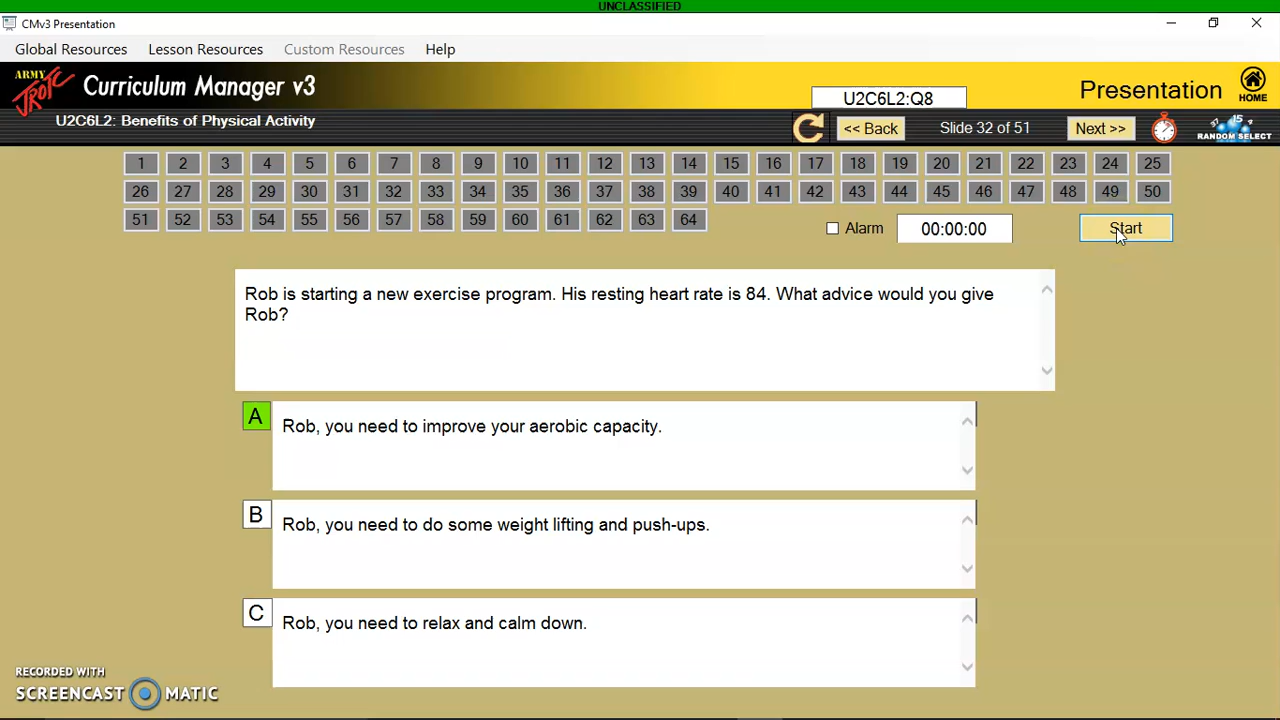 UNCLASSIFIED
CMv3 Presentation
Global Resources Lesson Resources Custom Resources Help
ARMY JROTC Curriculum Manager v3 Presentation HOME
U2C6L2:Q8
U2C6L2: Benefits of Physical Activity << Back Slide 32 of 51 Next >> 37 15 4 RANDOM SELECT
1 2 3 4 5 6 7 8 9 10 11 12 13 14 15 16 17 18 19 20 21 22 23 24 25
26 27 28 29 30 31 32 33 34 35 36 37 38 39 40 41 42 43 44 45 46 47 48 49 50
51 52 53 54 55 56 57 58 59 60 61 62 63 64
Alarm 00:00:00 Start
Rob is starting a new exercise program. His resting heart rate is 84. What advice would you give
Rob?
A Rob, you need to improve your aerobic capacity.
B Rob, you need to do some weight lifting and push-ups.
C Rob, you need to relax and calm down.
RECORDED WITH
SCREENCAST MATIC